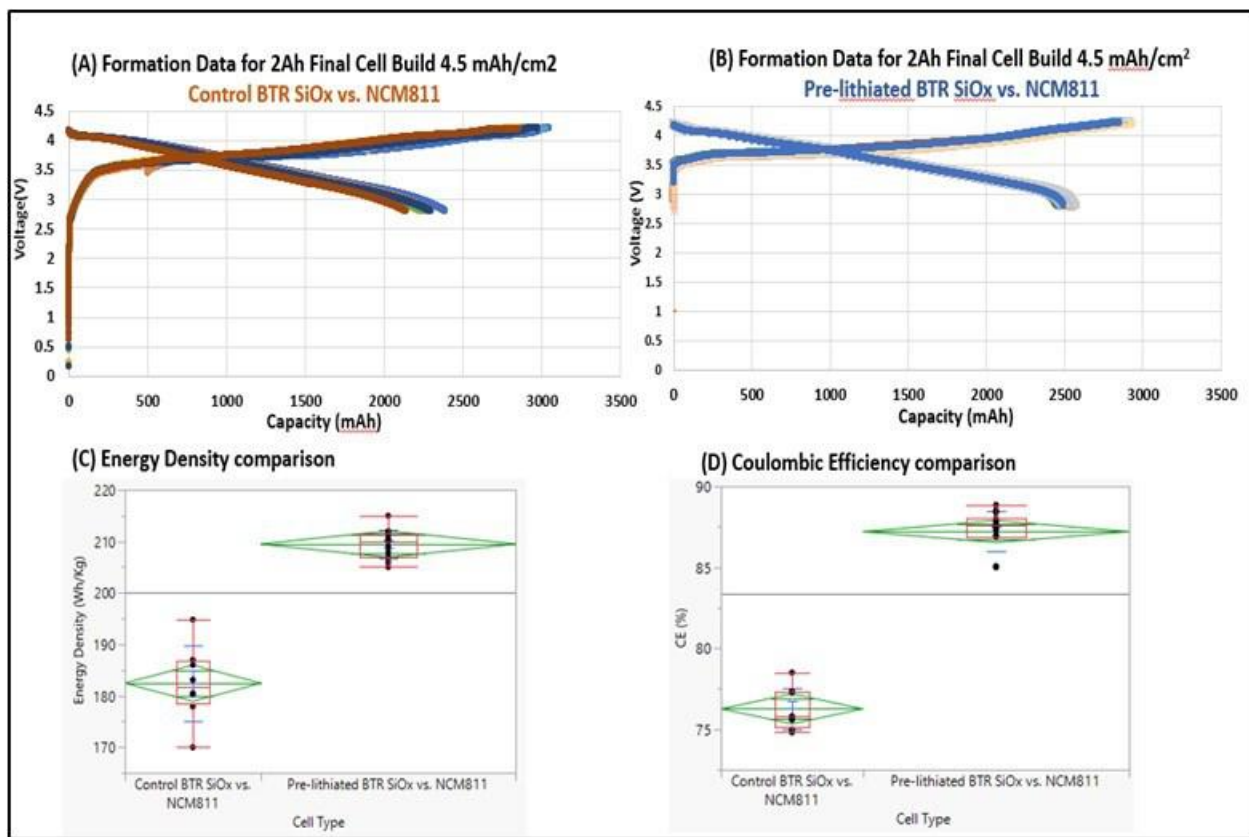 (A) Formation Data for 2Ah Final Cell Build 4.5 mAh/cm2
Control BTR SiOx vs. NCM811
4.5
4
3.5
3
2.5
2
1.5
1
0.5
0
Voltage(V)
0 500 1000 1500 2000 2500 3000 3500
Capacity (mAh)
(B) Formation Data for 2Ah Final Cell Build 4.5 mAh/cm²
Pre-lithiated BTR SiOx vs. NCM811
4.5
4
3.5
3
2.5
2
1.5
1
0.5
0
Voltage (V)
0 500 1000 1500 2000 2500 3000 3500
Capacity (mAh)
(C) Energy Density comparison
220
210
200
190
180
170
Energy Density (Wh/Kg)
Control BTR SiOx vs. Pre-lithiated BTR SiOx vs. NCM811
NCM811
Cell Type
(D) Coulombic Efficiency comparison
90
85
80
75
CE (%)
Control BTR SiOx vs. Pre-lithiated BTR SiOx vs. NCM811
NCM811
Cell Type